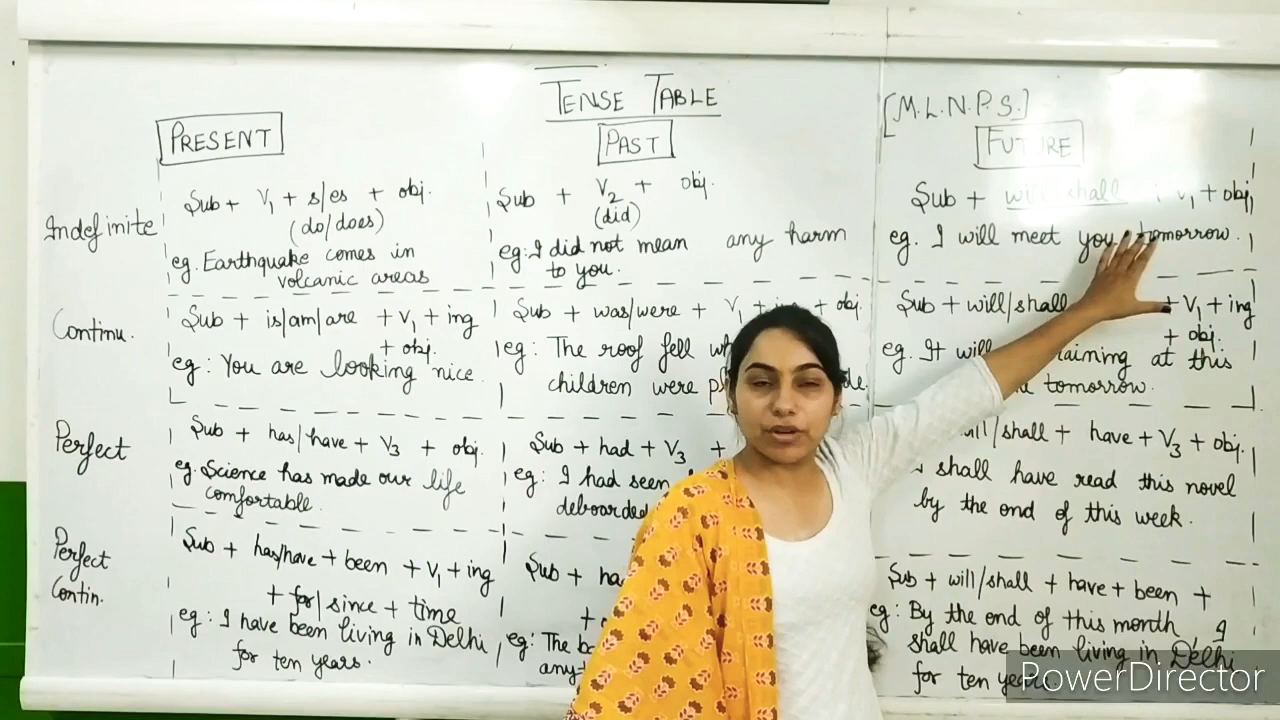 TENSE TABLE
[M.L.N.P.S.]
PRESENT
PAST
FUTURE
Indefinite
Sub + V1 + s/es + obj.
(do/does)
eg. Earthquake comes in
volcanic areas
Sub + V2 + obj.
(did)
eg: I did not mean any harm
to you.
Sub + will/shall + V1 + obj
eg. I will meet you tomorrow.
Continu.
Sub + is/am/are + V1 + ing
+ obj.
eg: You are looking nice.
Sub + was/were + V1 + ing + obj.
eg: The roof fell
children were
Sub + will/shall + V1 + ing
+ obj.
eg. It will raining at this
tomorrow.
Perfect
Sub + has/have + V3 + obj.
eg. Science has made our life
comfortable.
Sub + had + V3 +
eg: I had seen
deboarded
/shall + have + V3 + obj.
shall have read this novel
by the end of this week.
Perfect
Contin.
Sub + has/have + been + V1 + ing
+ for/since + time
eg: I have been living in Delhi
for ten years.
Sub +
+
eg: The
any
Sub + will/shall + have + been +
eg: By the end of this month, I
shall have been living in Delhi
for ten
PowerDirector